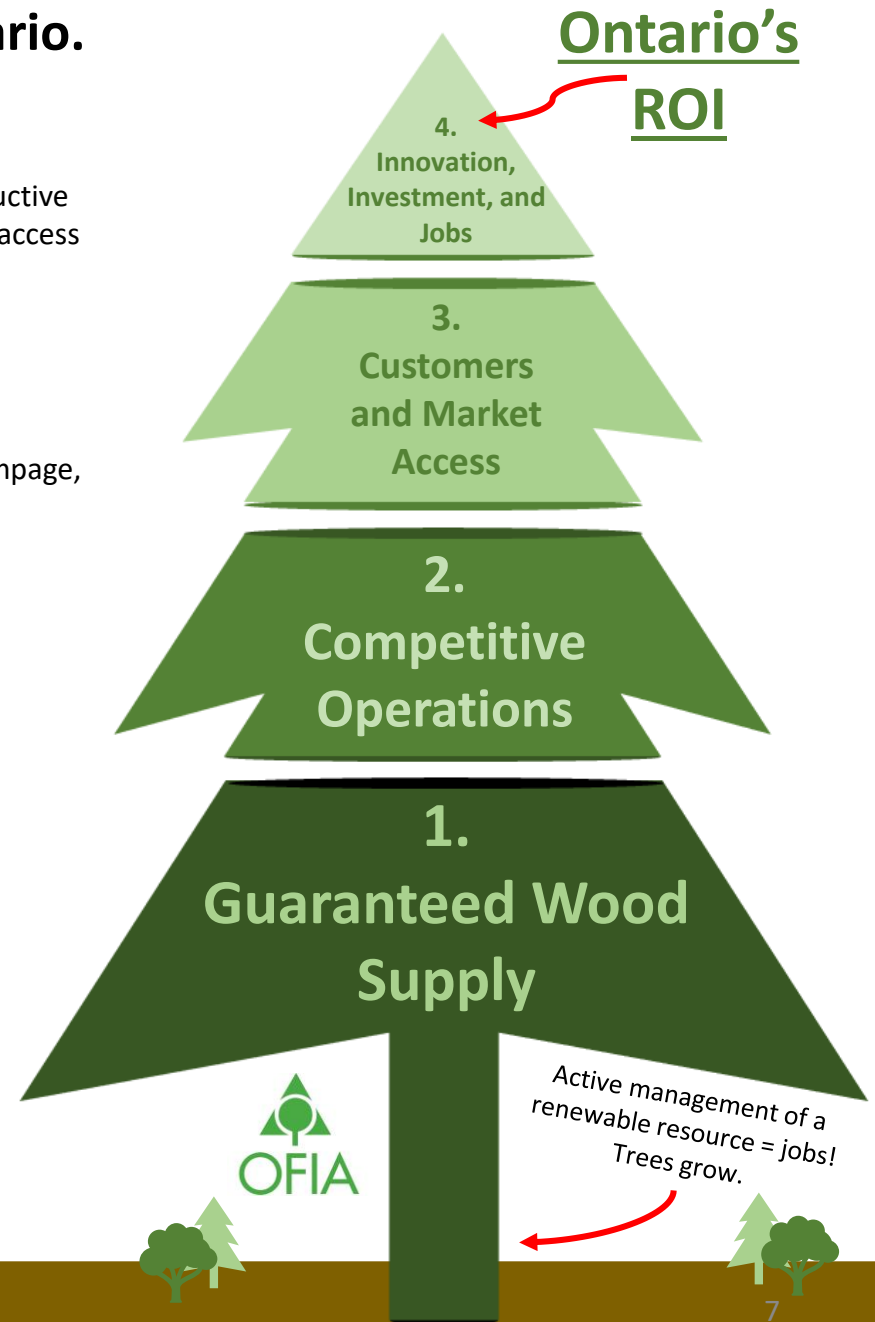 ario.
Ontario's
ROI
uctive
access
npage,
4.
Innovation,
Investment, and
Jobs
3.
Customers
and Market
Access
2.
Competitive
Operations
1.
Guaranteed Wood
Supply
OFIA
Active management of a
renewable resource = jobs!
Trees grow.
7